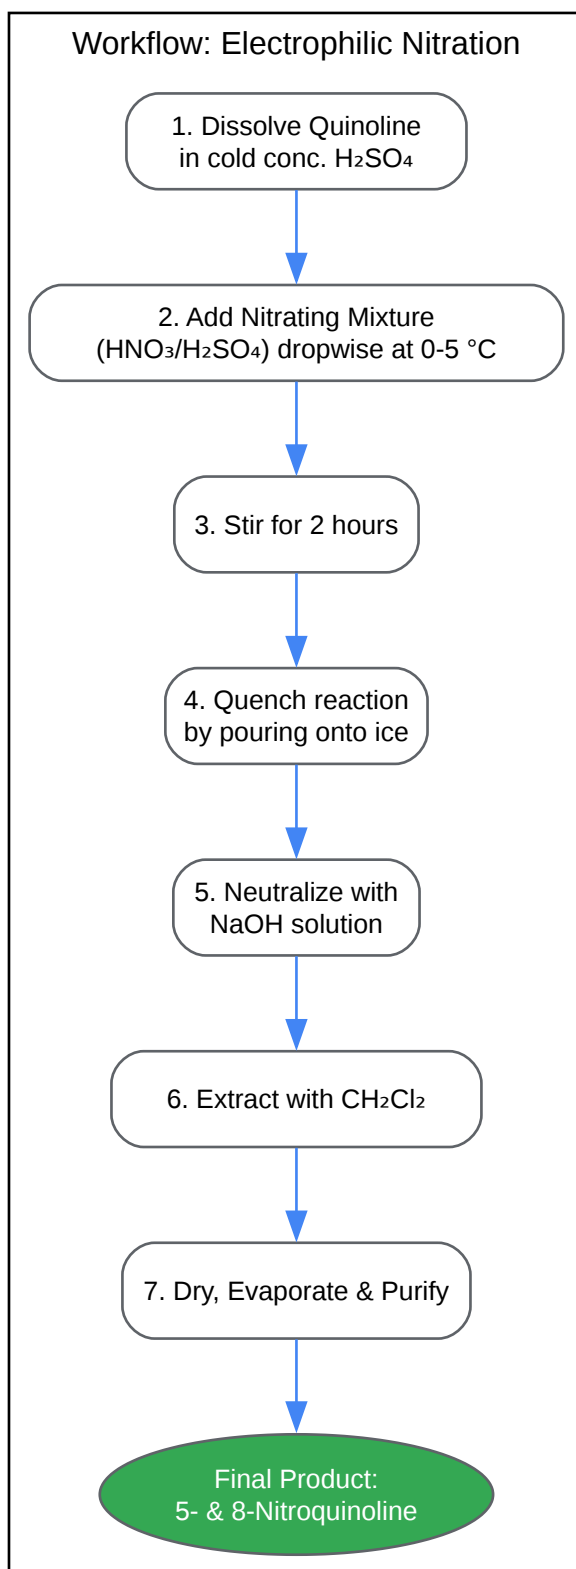 Workflow: Electrophilic Nitration
1. Dissolve Quinoline
in cold conc. H₂SO₄
2. Add Nitrating Mixture
(HNO₃/H₂SO₄) dropwise at 0-5 °C
3. Stir for 2 hours
4. Quench reaction
by pouring onto ice
5. Neutralize with
NaOH solution
6. Extract with CH₂Cl₂
7. Dry, Evaporate & Purify
Final Product:
5- & 8-Nitroquinoline